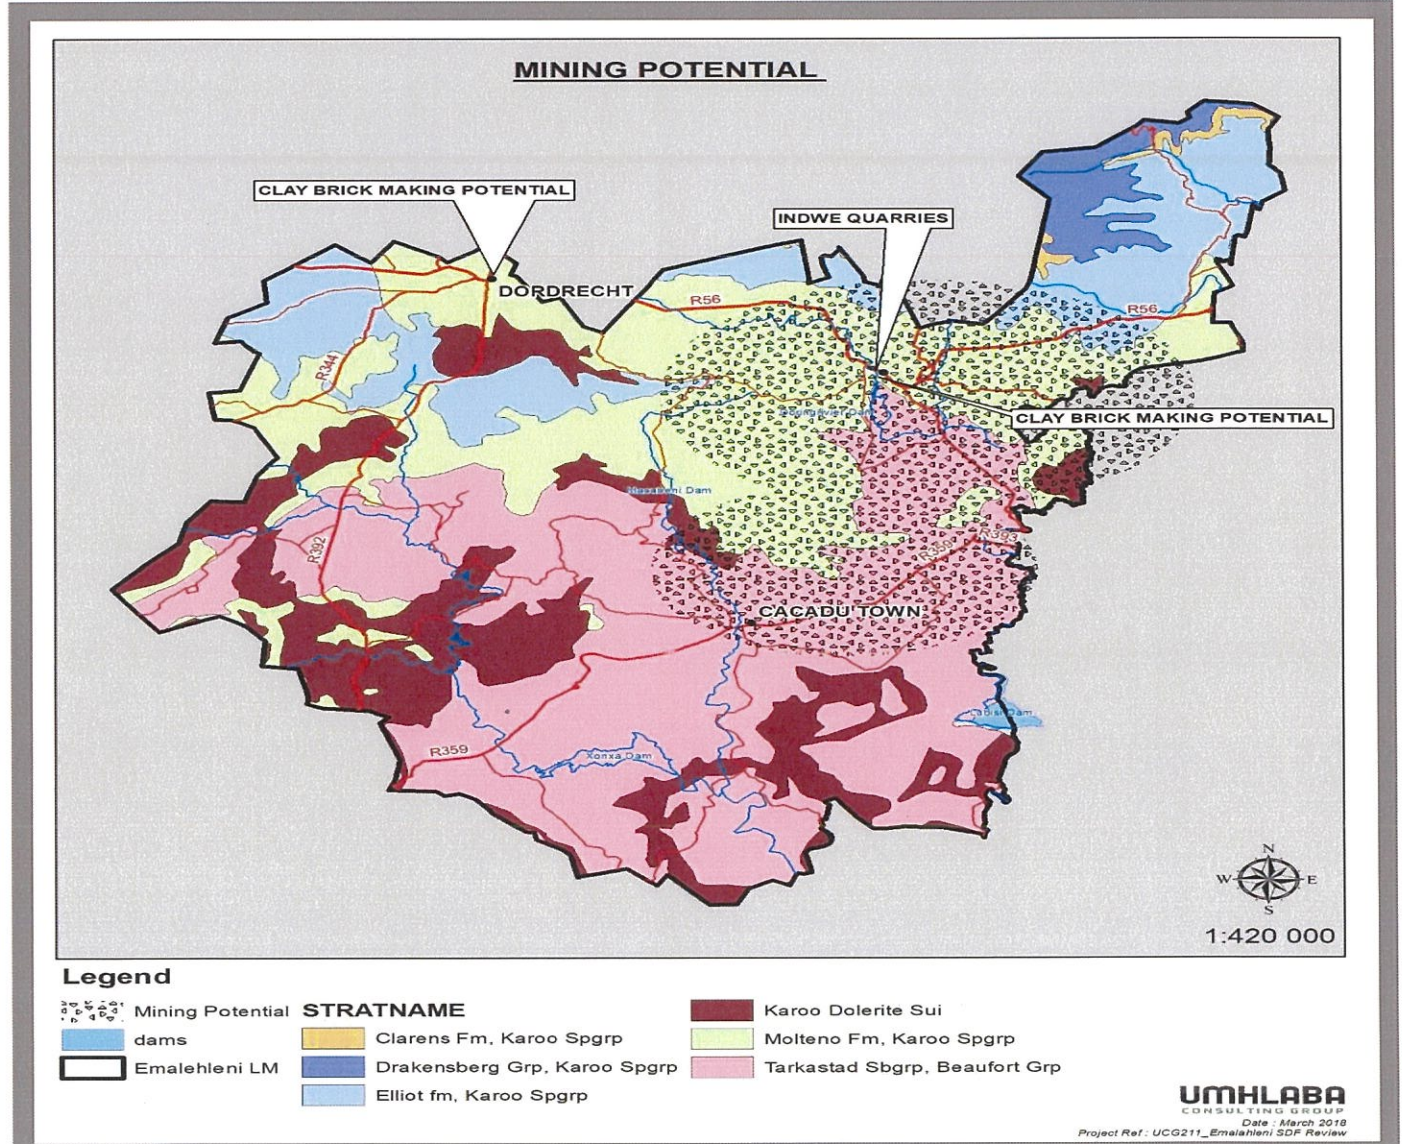 MINING POTENTIAL
CLAY BRICK MAKING POTENTIAL
INDWE QUARRIES
DORDRECHT
R56
R56
R344
CLAY BRICK MAKING POTENTIAL
R392
R359
R393
CACADU TOWN
R359
Xonxa Dam
N
W E
S
1:420 000
Legend
Mining Potential
dams
Emalehleni LM
STRATNAME
Clarens Fm, Karoo Spgrp
Drakensberg Grp, Karoo Spgrp
Elliot fm, Karoo Spgrp
Karoo Dolerite Sui
Molteno Fm, Karoo Spgrp
Tarkastad Sbgrp, Beaufort Grp
UMHLABA
CONSULTING GROUP
Date : March 2018
Project Ref : UCG211_Emalahleni SDF Review